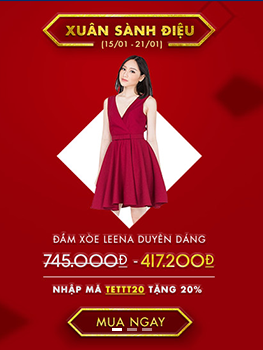 XUÂN SÀNH ĐIỆU
[15/01 - 21/01]
ĐẦM XÒE LEENA DUYÊN DÁNG
745.000Đ - 417.200Đ
NHẬP MÃ TETTT20 TẶNG 20%
MUA NGAY